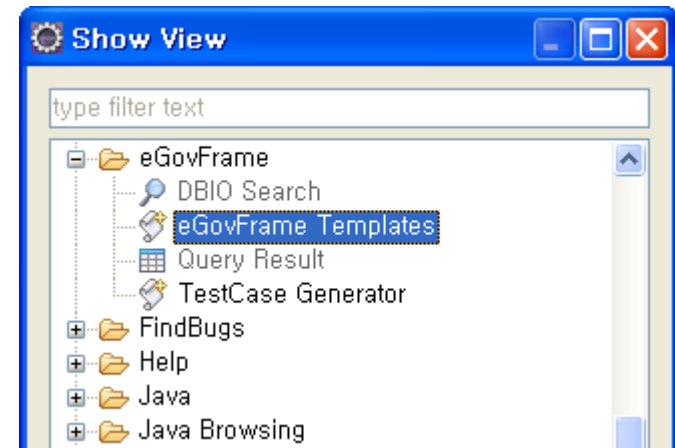 Show View
type filter text
eGovFrame
DBIO Search
eGovFrame Templates
Query Result
TestCase Generator
FindBugs
Help
Java
Java Browsing